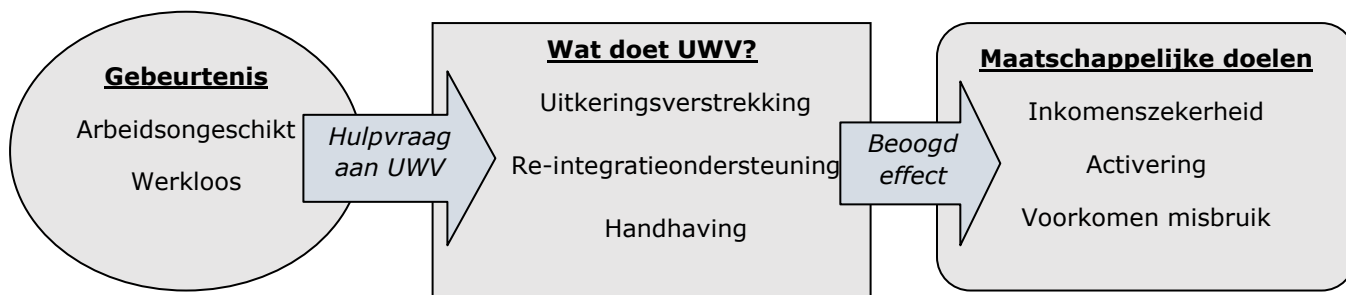 Gebeurtenis
Arbeidsongeschikt
Werkloos
Hulpvraag
aan UWV
Wat doet UWV?
Uitkeringsverstrekking
Re-integratieondersteuning
Handhaving
Beoogd
effect
Maatschappelijke doelen
Inkomenszekerheid
Activering
Voorkomen misbruik